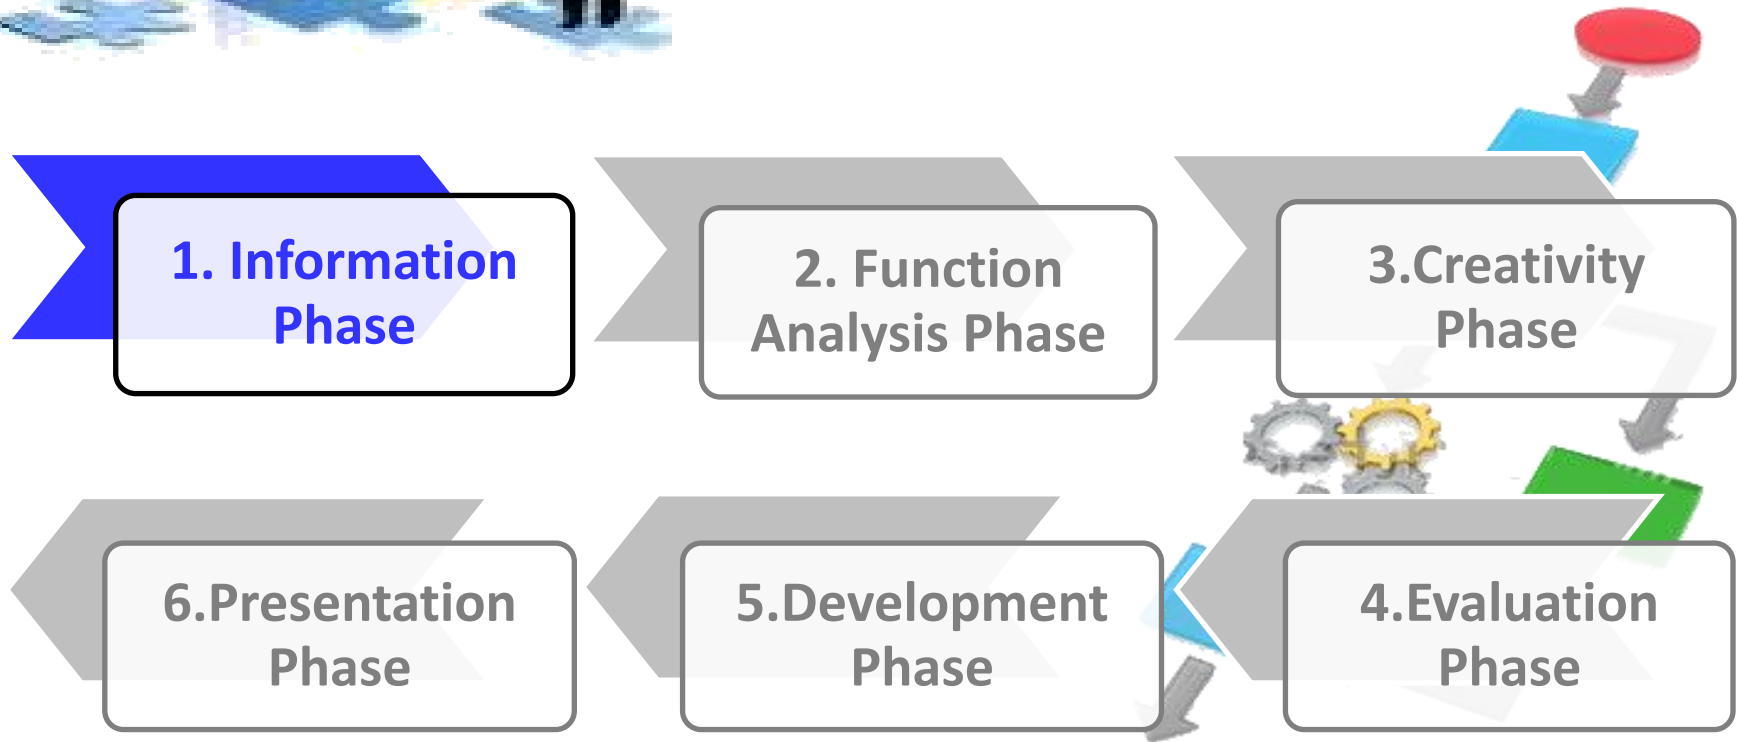 1. Information
Phase
2. Function
Analysis Phase
3.Creativity
Phase
6.Presentation
Phase
5.Development
Phase
4.Evaluation
Phase